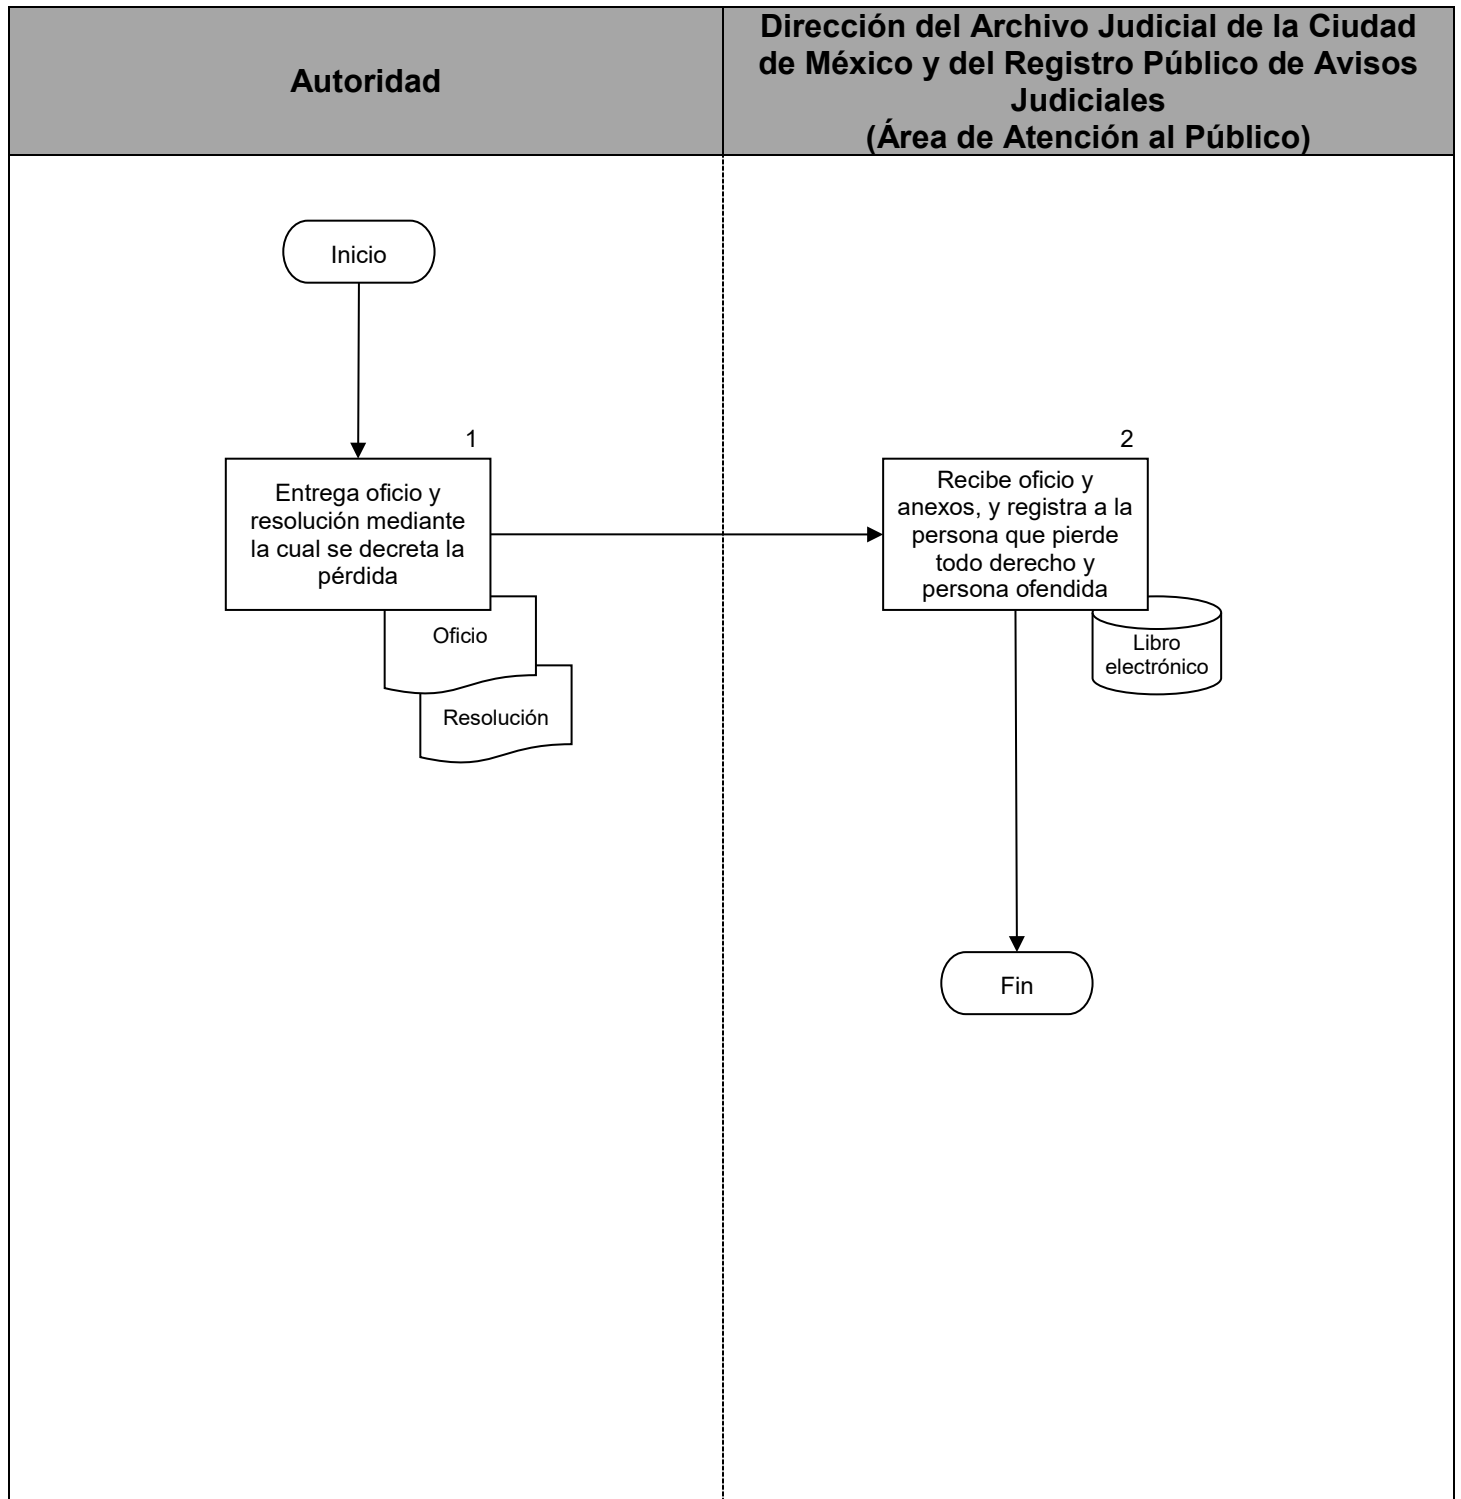 Autoridad
Dirección del Archivo Judicial de la Ciudad
de México y del Registro Público de Avisos
Judiciales
(Área de Atención al Público)
Inicio
1
Entrega oficio y
resolución mediante
la cual se decreta la
pérdida
Oficio
Resolución
2
Recibe oficio y
anexos, y registra a la
persona que pierde
todo derecho y
persona ofendida
Libro
electrónico
Fin